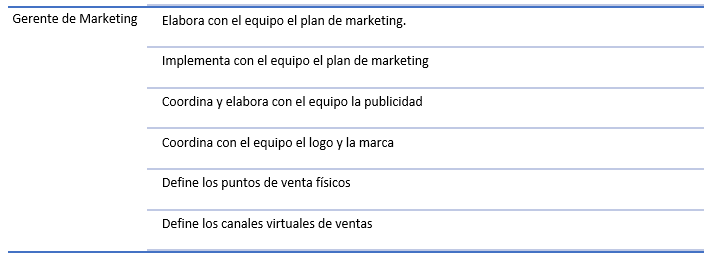 Gerente de Marketing
Elabora con el equipo el plan de marketing.
Implementa con el equipo el plan de marketing
Coordina y elabora con el equipo la publicidad
Coordina con el equipo el logo y la marca
Define los puntos de venta físicos
Define los canales virtuales de ventas